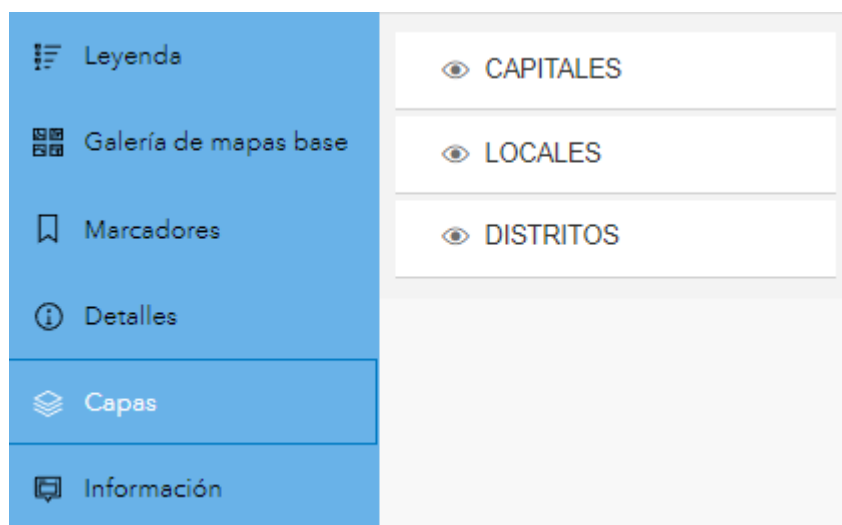 Leyenda
Galería de mapas base
Marcadores
Detalles
Capas
Información
CAPITALES
LOCALES
DISTRITOS